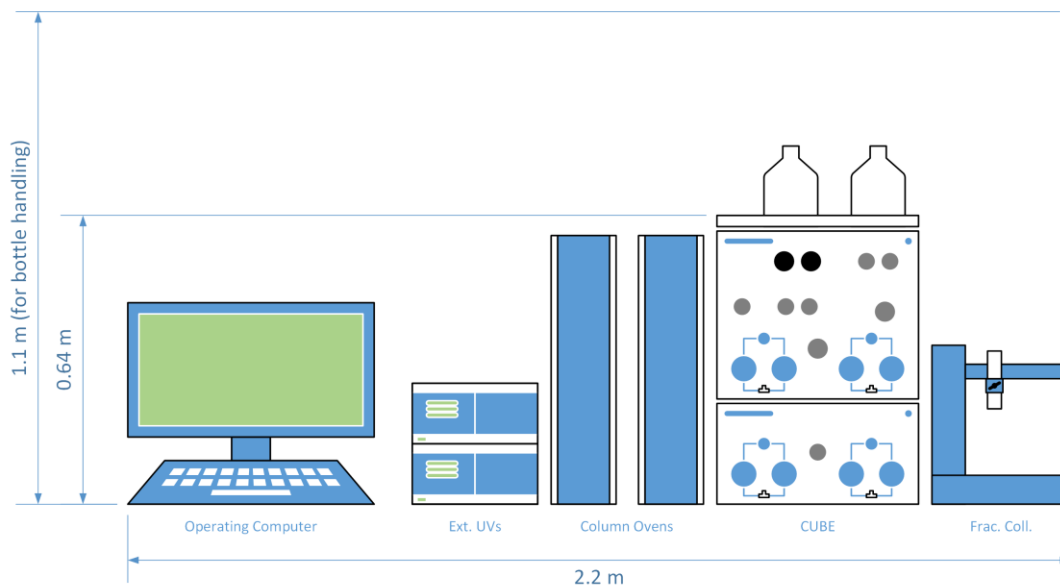 1.1 m (for bottle handling)
0.64 m
Operating Computer
Ext. UVs
Column Ovens
CUBE
Frac. Coll.
2.2 m